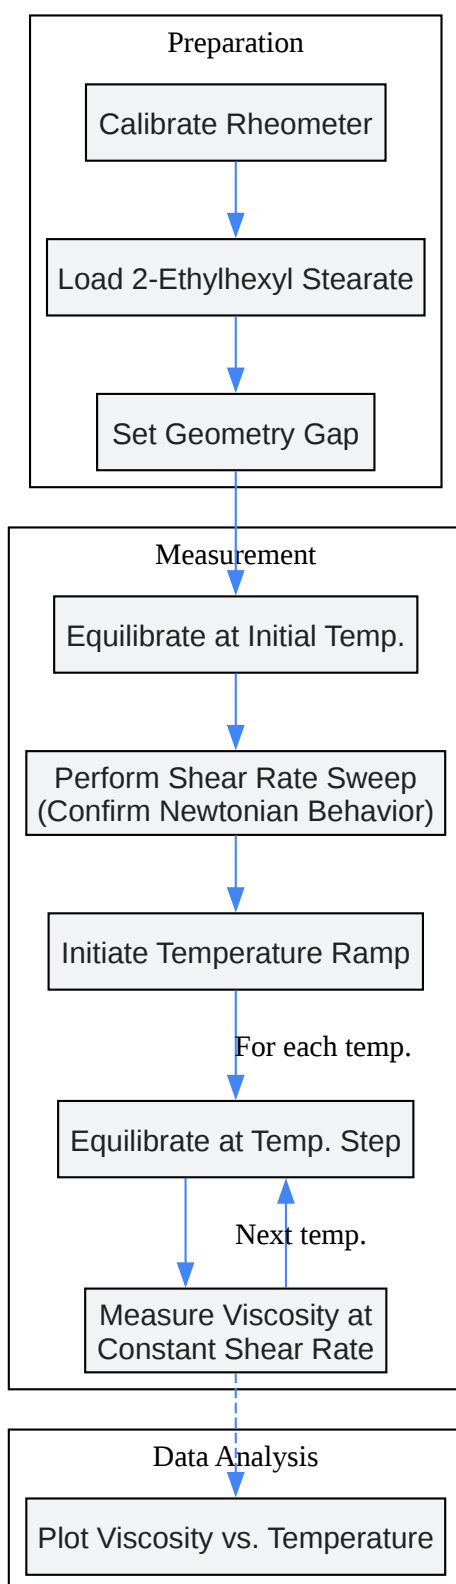 Preparation
Calibrate Rheometer
Load 2-Ethylhexyl Stearate
Set Geometry Gap
Measurement
Equilibrate at Initial Temp.
Perform Shear Rate Sweep
(Confirm Newtonian Behavior)
Initiate Temperature Ramp
For each temp.
Equilibrate at Temp. Step
Next temp.
Measure Viscosity at
Constant Shear Rate
Data Analysis
Plot Viscosity vs. Temperature